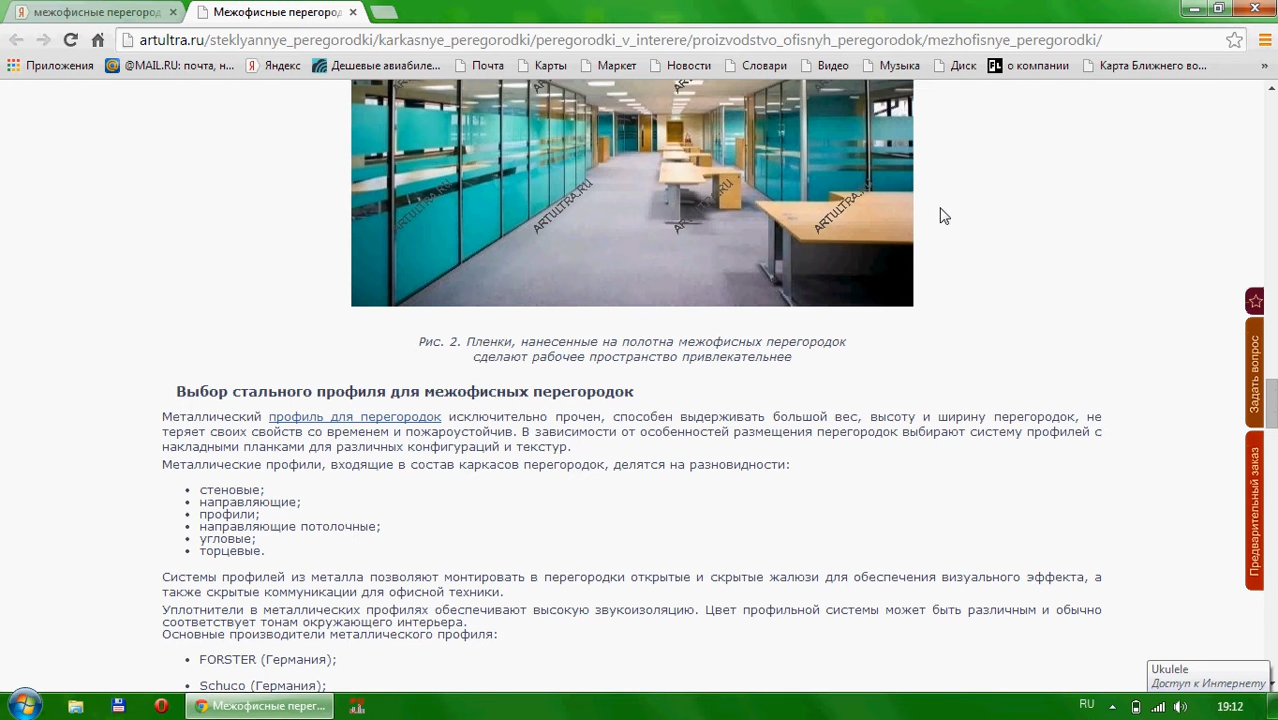 межофисные перегород
Межофисные перегород
artultra.ru/steklyannye_peregorodki/karkasnye_peregorodki/peregorodki_v_interere/proizvodstvo_ofisnyh_peregorodok/mezhofisnye_peregorodki/
Приложения @MAIL.RU: почта, н... Яндекс Дешевые авиабиле... Почта Карты Маркет Новости Словари Видео Музыка Диск о компании Карта Ближнего во... »
ARTULTRA.RU ARTULTRA.RU ARTULTRA.RU ARTULTRA.RU
Рис. 2. Пленки, нанесенные на полотна межофисных перегородок
сделают рабочее пространство привлекательнее
Выбор стального профиля для межофисных перегородок
Металлический профиль для перегородок исключительно прочен, способен выдерживать большой вес, высоту и ширину перегородок, не
теряет своих свойств со временем и пожароустойчив. В зависимости от особенностей размещения перегородок выбирают систему профилей с
накладными планками для различных конфигураций и текстур.
Металлические профили, входящие в состав каркасов перегородок, делятся на разновидности:
• стеновые;
• направляющие;
• профили;
• направляющие потолочные;
• угловые;
• торцевые.
Системы профилей из металла позволяют монтировать в перегородки открытые и скрытые жалюзи для обеспечения визуального эффекта, а
также скрытые коммуникации для офисной техники.
Уплотнители в металлических профилях обеспечивают высокую звукоизоляцию. Цвет профильной системы может быть различным и обычно
соответствует тонам окружающего интерьера.
Основные производители металлического профиля:
• FORSTER (Германия);
• Schuco (Германия);
Задать вопрос
Предварительный заказ
Ukulele
Доступ к Интернету
Межофисные перег...
RU
19:12